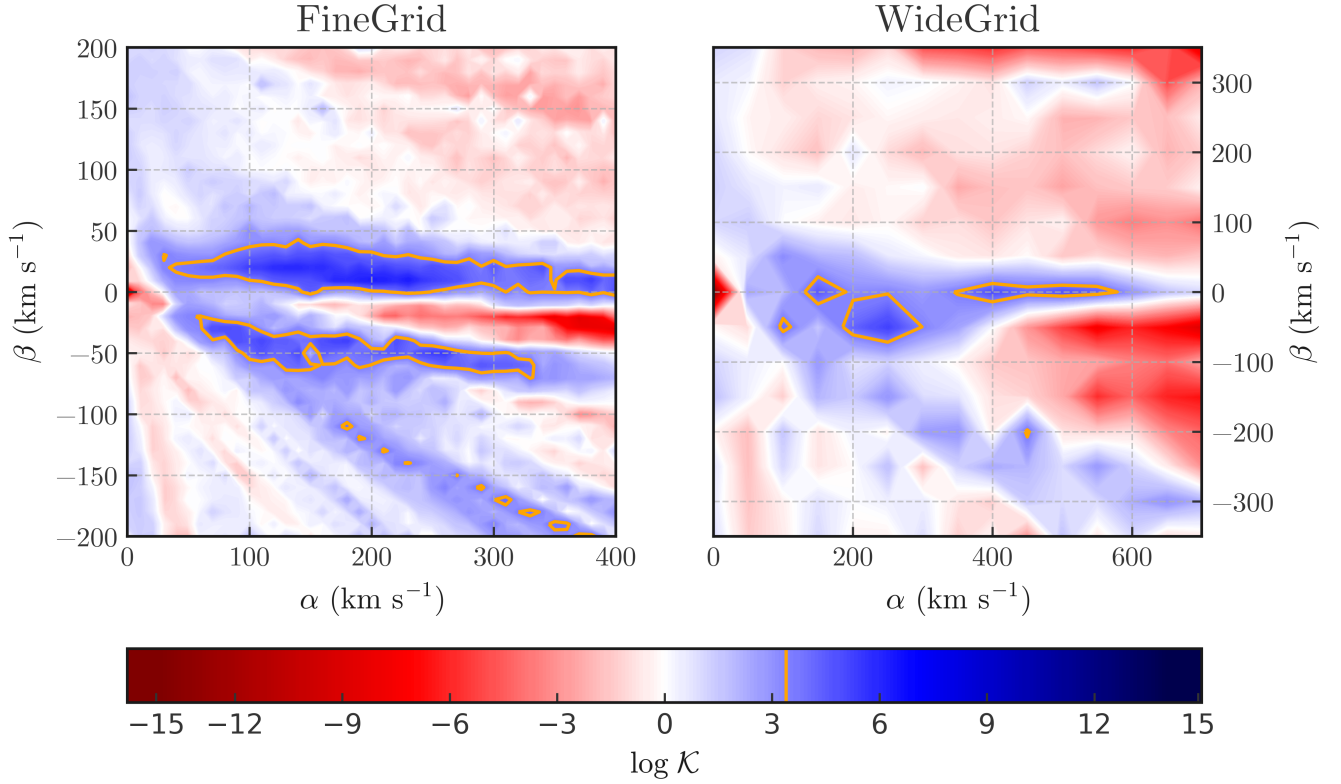 FineGrid
WideGrid
200
150
100
50
0
−50
−100
−150
−200
β (km s⁻¹)
0 100 200 300 400
α (km s⁻¹)
300
200
100
0
−100
−200
−300
β (km s⁻¹)
0 200 400 600
α (km s⁻¹)
−15 −12 −9 −6 −3 0 3 6 9 12 15
log 𝒦